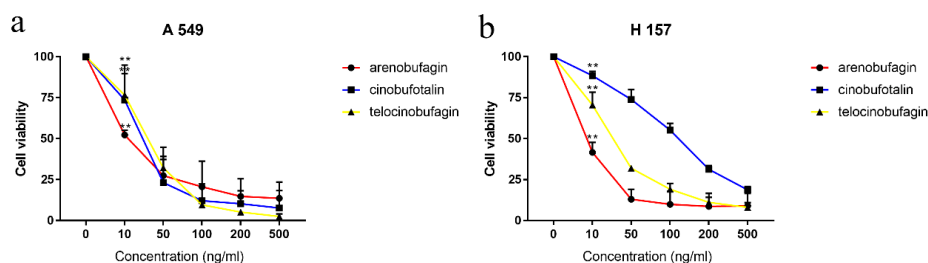 a
A 549
100
75
50
25
0
Cell viability
**
**
**
0 10 50 100 200 500
Concentration (ng/ml)
arenobufagin
cinobufotalin
telocinobufagin
b
H 157
100
75
50
25
0
Cell viability
**
**
**
0 10 50 100 200 500
Concentration (ng/ml)
arenobufagin
cinobufotalin
telocinobufagin